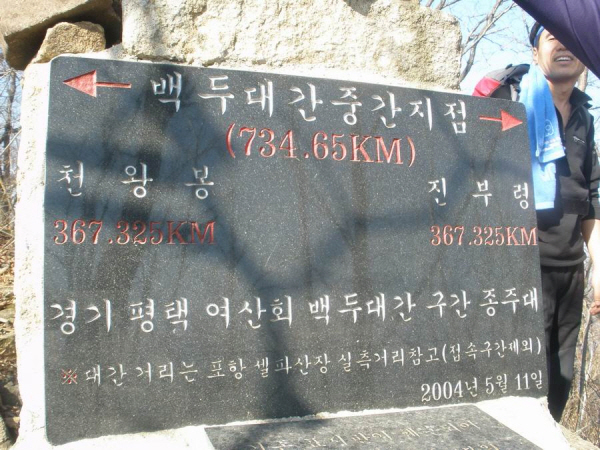 백두대간중간지점
(734.65KM)
천왕봉 진부령
367.325KM 367.325KM
경기 평택 여산회 백두대간 구간 종주대
※대간 거리는 포항 셀파산장 실측거리참고(접속구간제외)
2004년 5월 11일